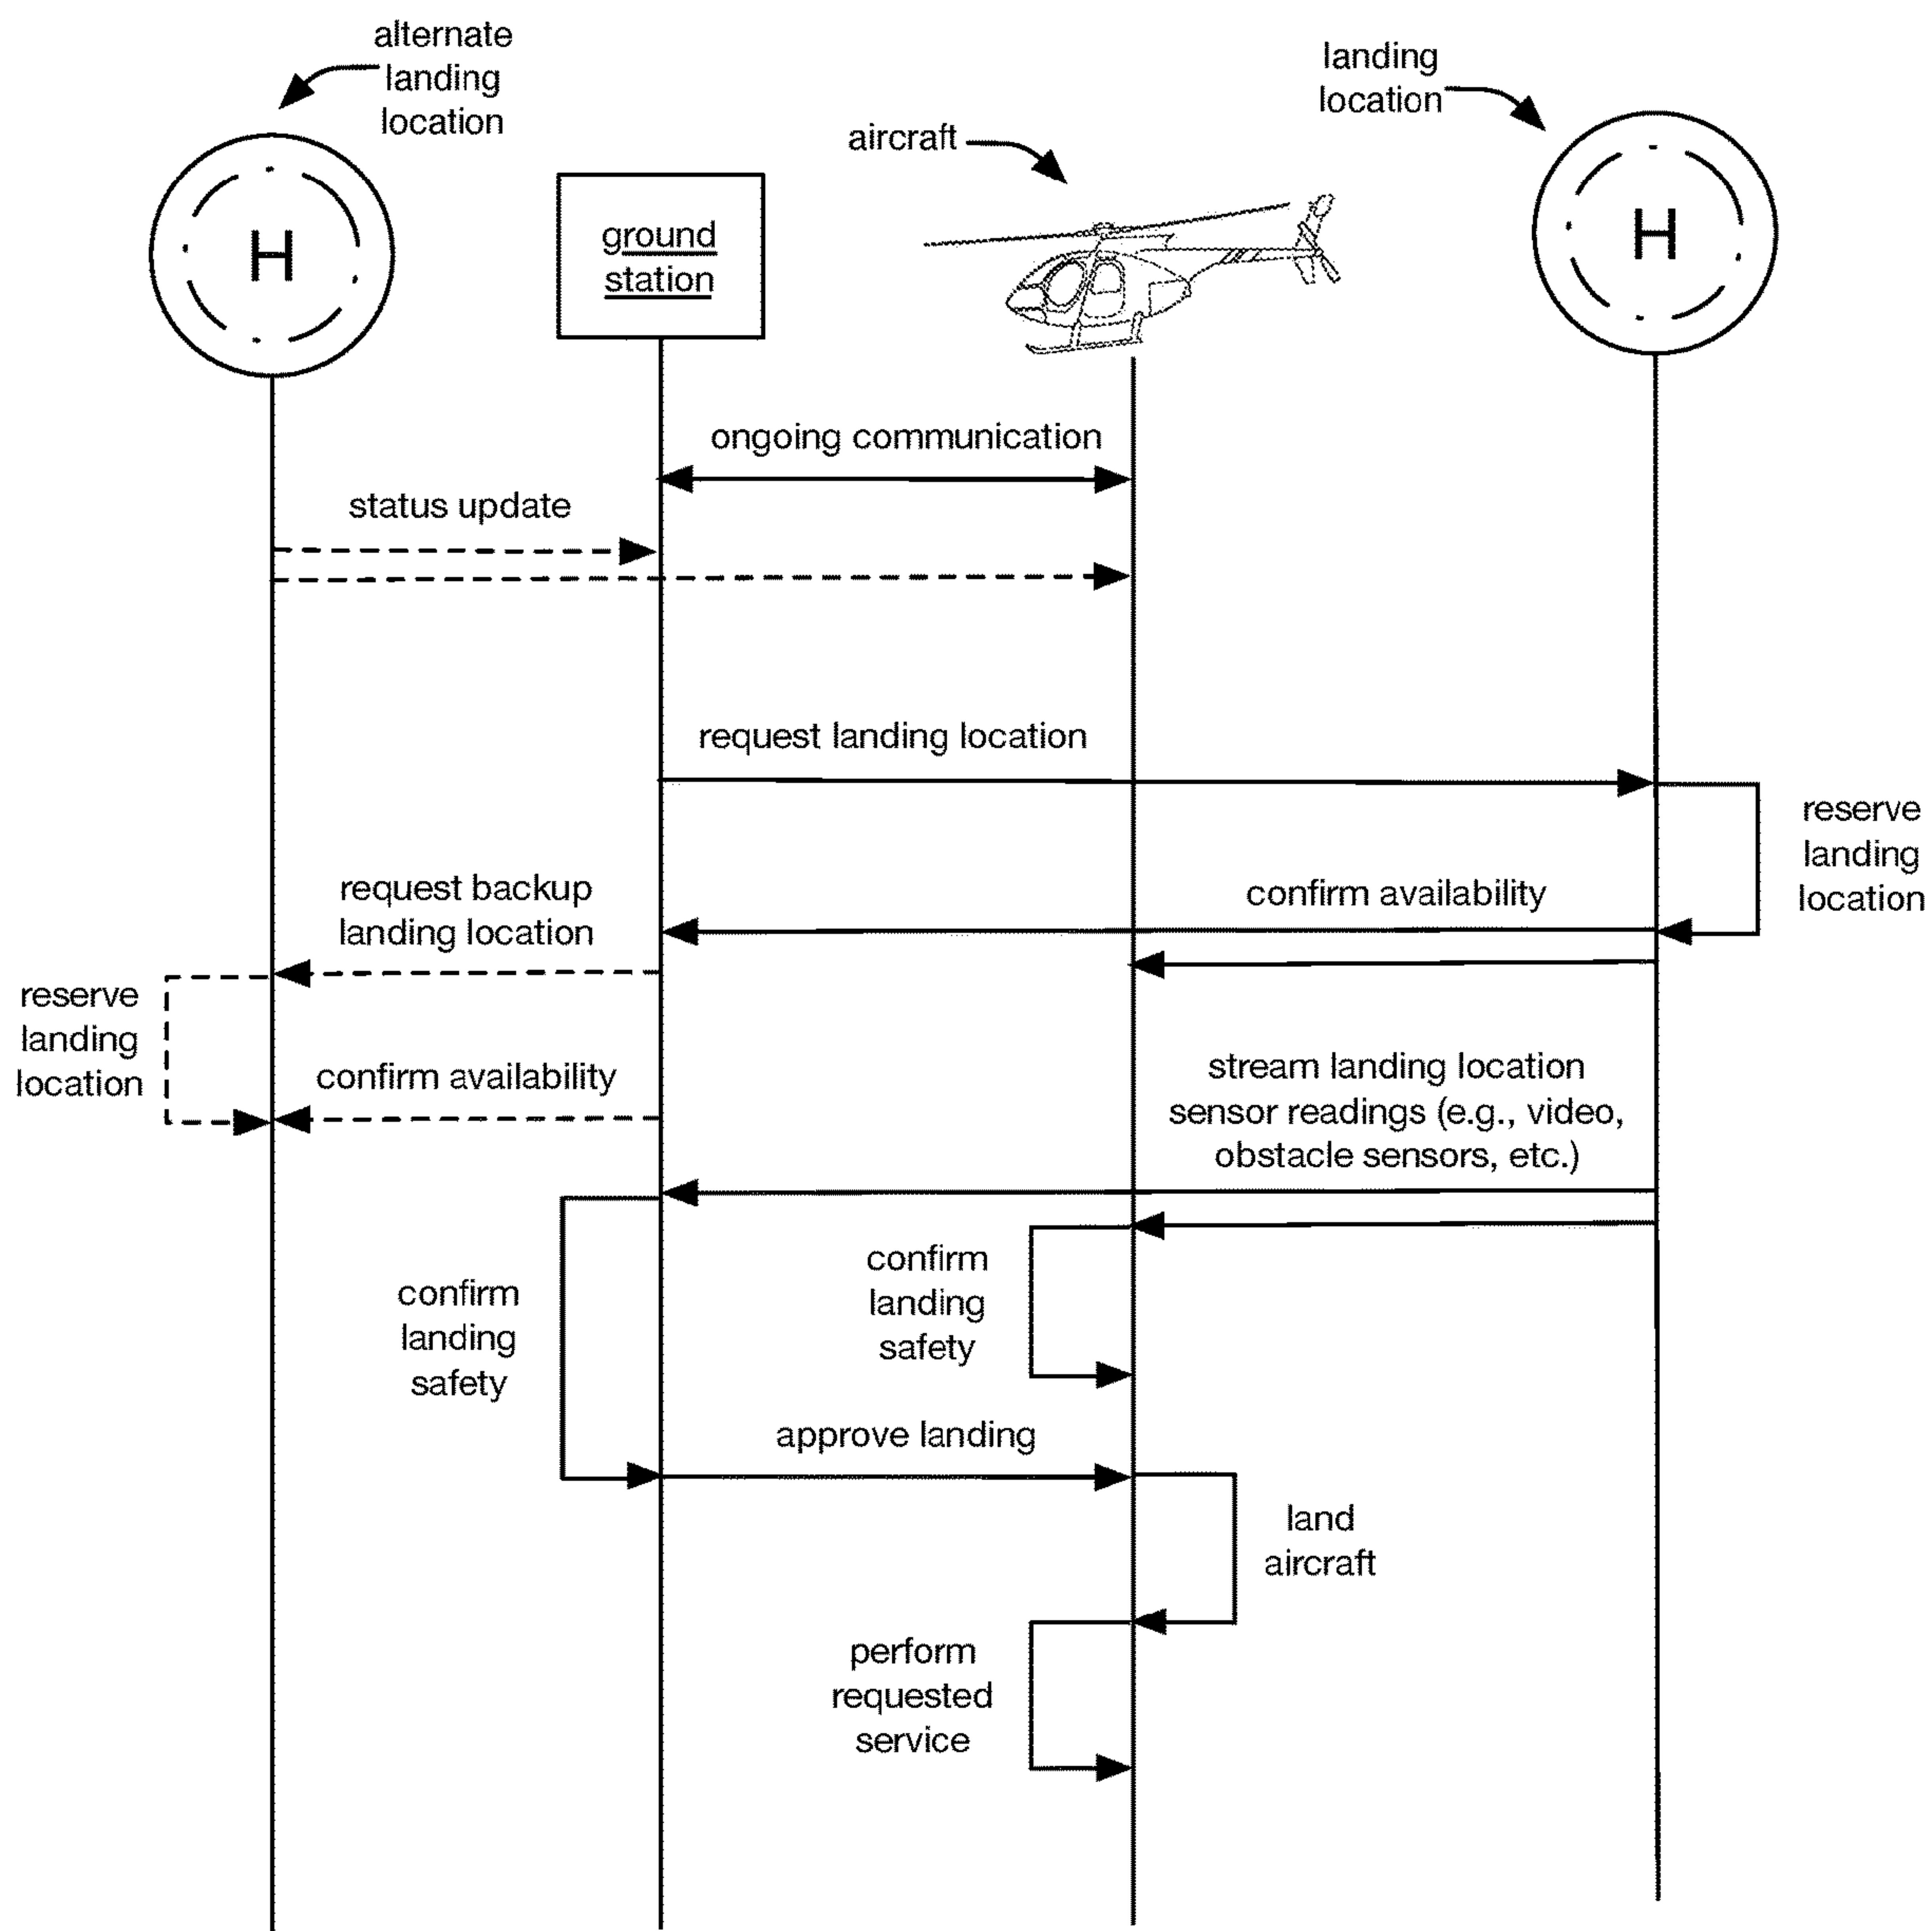 alternate
landing
location
landing
location
aircraft
H
ground
station
H
ongoing communication
status update
request landing location
reserve
landing
location
request backup
landing location
confirm availability
reserve
landing
location
confirm availability
stream landing location
sensor readings (e.g., video,
obstacle sensors, etc.)
confirm
landing
safety
confirm
landing
safety
approve landing
land
aircraft
perform
requested
service